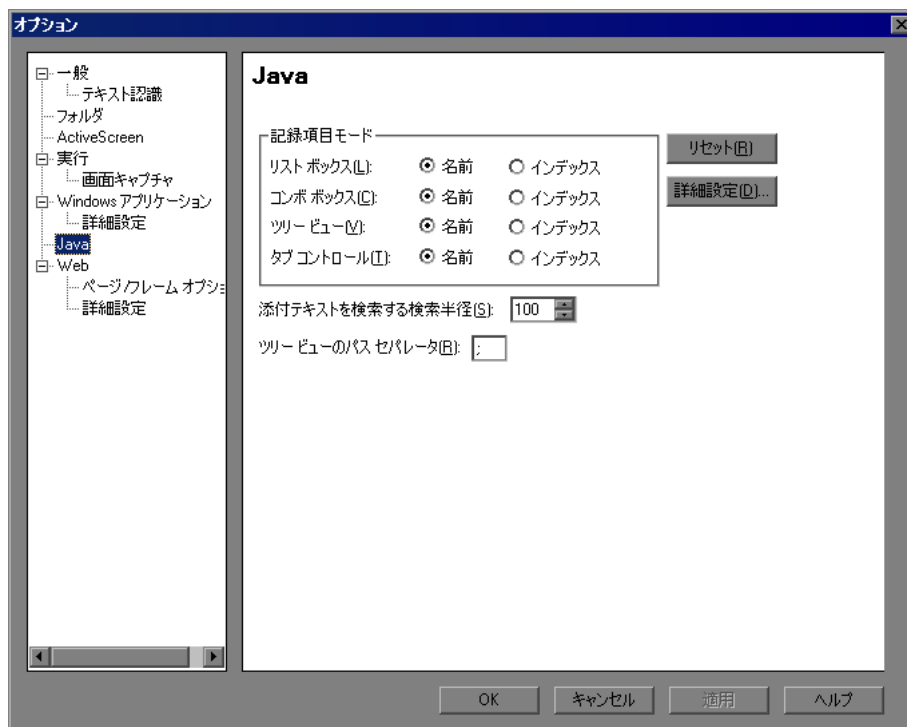 オプション
一般
テキスト認識
フォルダ
ActiveScreen
実行
画面キャプチャ
Windows アプリケーション
詳細設定
Java
Web
ページ/フレーム オプショ
詳細設定
Java
記録項目モード
リスト ボックス(L): 名前 インデックス
コンボ ボックス(C): 名前 インデックス
ツリー ビュー(V): 名前 インデックス
タブ コントロール(T): 名前 インデックス
リセット(R)
詳細設定(D)...
添付テキストを検索する検索半径(S): 100
ツリー ビューのパス セパレータ(R): ;
OK キャンセル 適用 ヘルプ